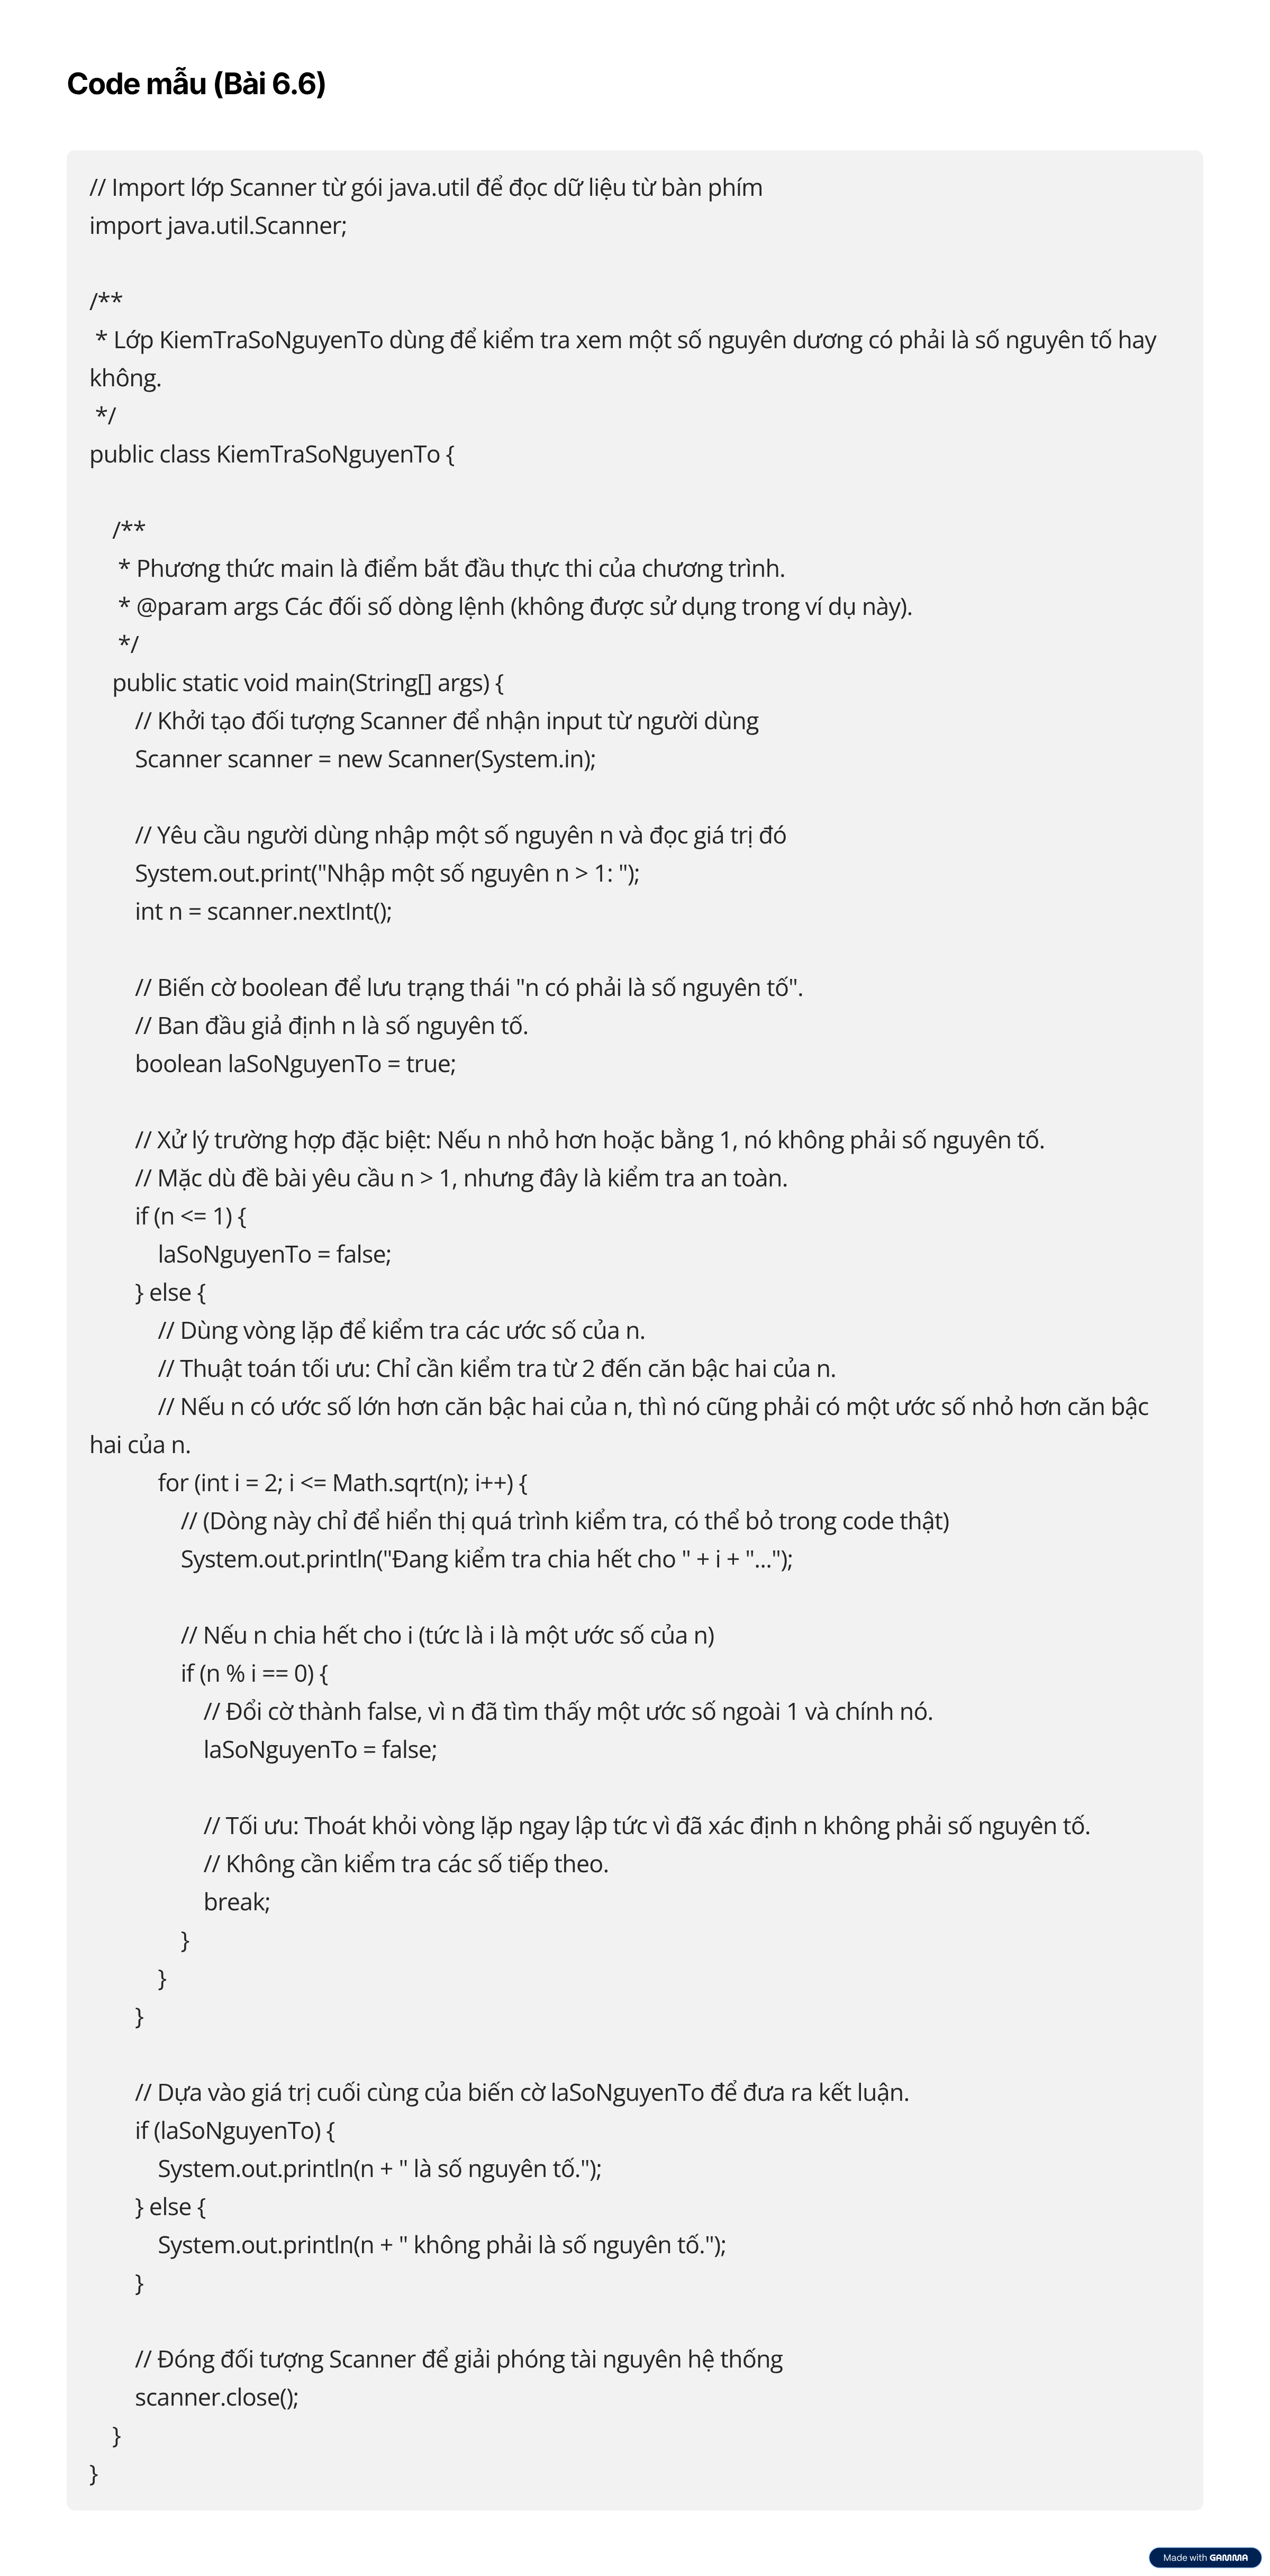 Code mẫu (Bài 6.6)
// Import lớp Scanner từ gói java.util để đọc dữ liệu từ bàn phím
import java.util.Scanner;
/**
* Lớp KiemTraSoNguyenTo dùng để kiểm tra xem một số nguyên dương có phải là số nguyên tố hay
không.
*/
public class KiemTraSoNguyenTo {
/**
* Phương thức main là điểm bắt đầu thực thi của chương trình.
* @param args Các đối số dòng lệnh (không được sử dụng trong ví dụ này).
*/
public static void main(String[] args) {
// Khởi tạo đối tượng Scanner để nhận input từ người dùng
Scanner scanner = new Scanner(System.in);
// Yêu cầu người dùng nhập một số nguyên n và đọc giá trị đó
System.out.print("Nhập một số nguyên n > 1: ");
int n = scanner.nextInt();
// Biến cờ boolean để lưu trạng thái "n có phải là số nguyên tố".
// Ban đầu giả định n là số nguyên tố.
boolean laSoNguyenTo = true;
// Xử lý trường hợp đặc biệt: Nếu n nhỏ hơn hoặc bằng 1, nó không phải số nguyên tố.
// Mặc dù đề bài yêu cầu n > 1, nhưng đây là kiểm tra an toàn.
if (n <= 1) {
laSoNguyenTo = false;
} else {
// Dùng vòng lặp để kiểm tra các ước số của n.
// Thuật toán tối ưu: Chỉ cần kiểm tra từ 2 đến căn bậc hai của n.
// Nếu n có ước số lớn hơn căn bậc hai của n, thì nó cũng phải có một ước số nhỏ hơn căn bậc
hai của n.
for (int i = 2; i <= Math.sqrt(n); i++) {
// (Dòng này chỉ để hiển thị quá trình kiểm tra, có thể bỏ trong code thật)
System.out.println("Đang kiểm tra chia hết cho " + i + "...");
// Nếu n chia hết cho i (tức là i là một ước số của n)
if (n % i == 0) {
// Đổi cờ thành false, vì n đã tìm thấy một ước số ngoài 1 và chính nó.
laSoNguyenTo = false;
// Tối ưu: Thoát khỏi vòng lặp ngay lập tức vì đã xác định n không phải số nguyên tố.
// Không cần kiểm tra các số tiếp theo.
break;
}
}
}
// Dựa vào giá trị cuối cùng của biến cờ laSoNguyenTo để đưa ra kết luận.
if (laSoNguyenTo) {
System.out.println(n + " là số nguyên tố.");
} else {
System.out.println(n + " không phải là số nguyên tố.");
}
// Đóng đối tượng Scanner để giải phóng tài nguyên hệ thống
scanner.close();
}
}
Made with GAMMA